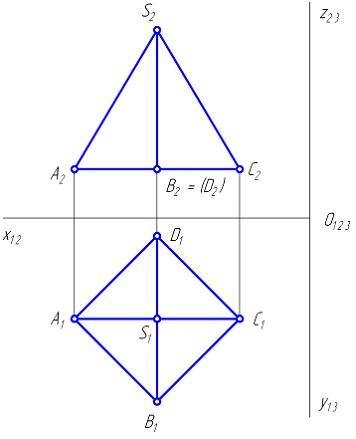 S₂
z₂₃
A₂
C₂
B₂ = (D₂)
x₁₂
O₁₂₃
D₁
A₁
S₁
C₁
B₁
y₁₃